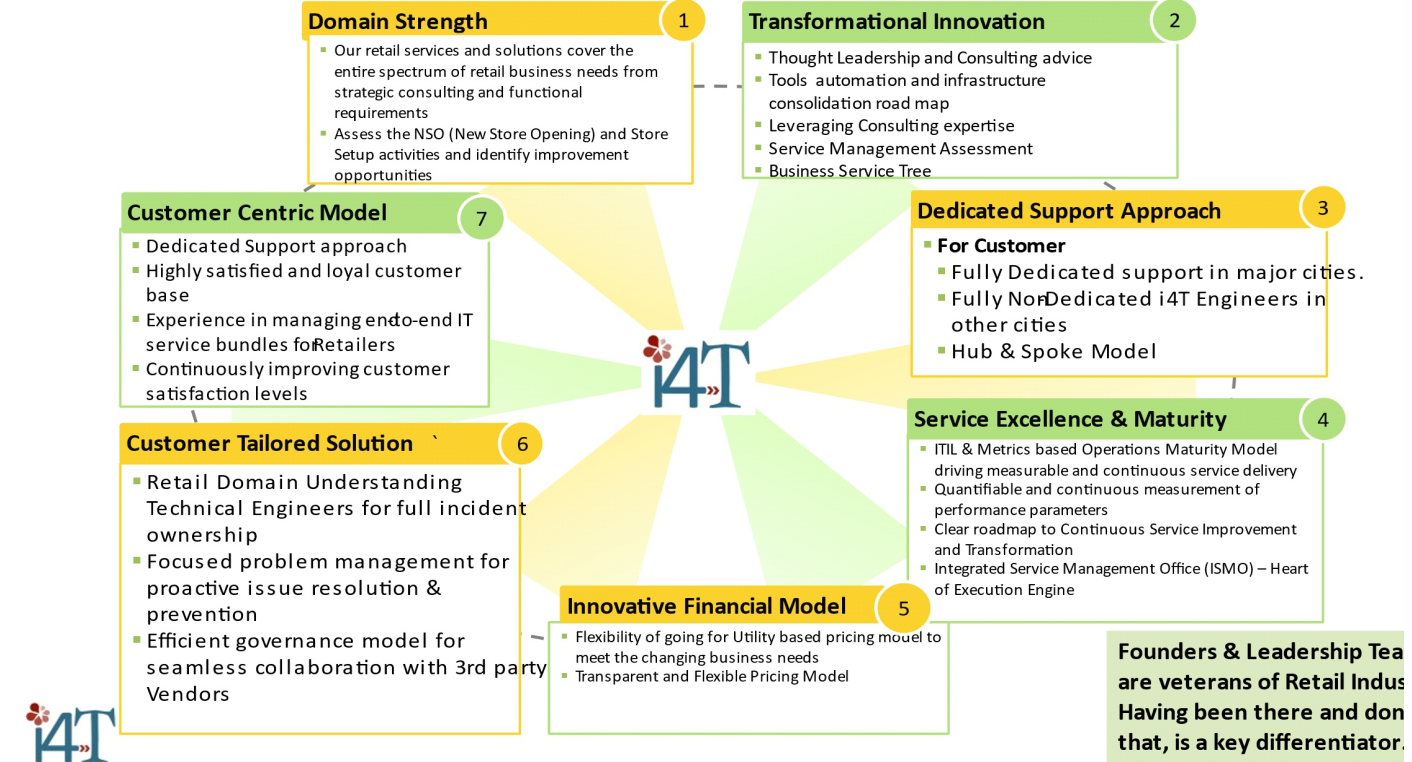 Domain Strength
1
Our retail services and solutions cover the
entire spectrum of retail business needs from
strategic consulting and functional
requirements
Assess the NSO (New Store Opening) and Store
Setup activities and identify improvement
opportunities
Transformational Innovation
2
Thought Leadership and Consulting advice
Tools automation and infrastructure
consolidation road map
Leveraging Consulting expertise
Service Management Assessment
Business Service Tree
Dedicated Support Approach
3
For Customer
Fully Dedicated support in major cities.
Fully Non-Dedicated i4T Engineers in
other cities
Hub & Spoke Model
Service Excellence & Maturity
4
ITIL & Metrics based Operations Maturity Model
driving measurable and continuous service delivery
Quantifiable and continuous measurement of
performance parameters
Clear roadmap to Continuous Service Improvement
and Transformation
Integrated Service Management Office (ISMO) – Heart
of Execution Engine
Innovative Financial Model
5
Flexibility of going for Utility based pricing model to
meet the changing business needs
Transparent and Flexible Pricing Model
Customer Tailored Solution `
6
Retail Domain Understanding
Technical Engineers for full incident
ownership
Focused problem management for
proactive issue resolution &
prevention
Efficient governance model for
seamless collaboration with 3rd party
Vendors
Customer Centric Model
7
Dedicated Support approach
Highly satisfied and loyal customer
base
Experience in managing end-to-end IT
service bundles for Retailers
Continuously improving customer
satisfaction levels
i4T
i4T
Founders & Leadership Tea
are veterans of Retail Indus
Having been there and don
that, is a key differentiator.